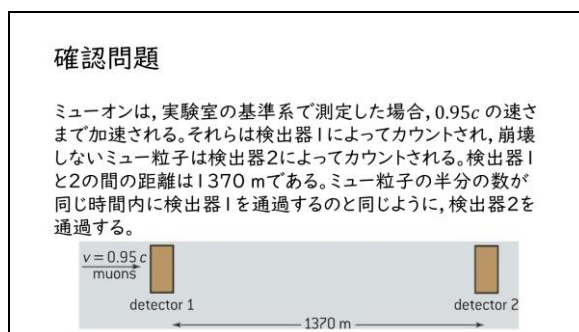 確認問題
ミューオンは,実験室の基準系で測定した場合,0.95c の速さ
まで加速される。それらは検出器1によってカウントされ,崩壊
しないミュー粒子は検出器2によってカウントされる。検出器1
と2の間の距離は1370 mである。ミュー粒子の半分の数が
同じ時間内に検出器1を通過するのと同じように,検出器2を
通過する。
v = 0.95 c
muons
detector 1
detector 2
1370 m